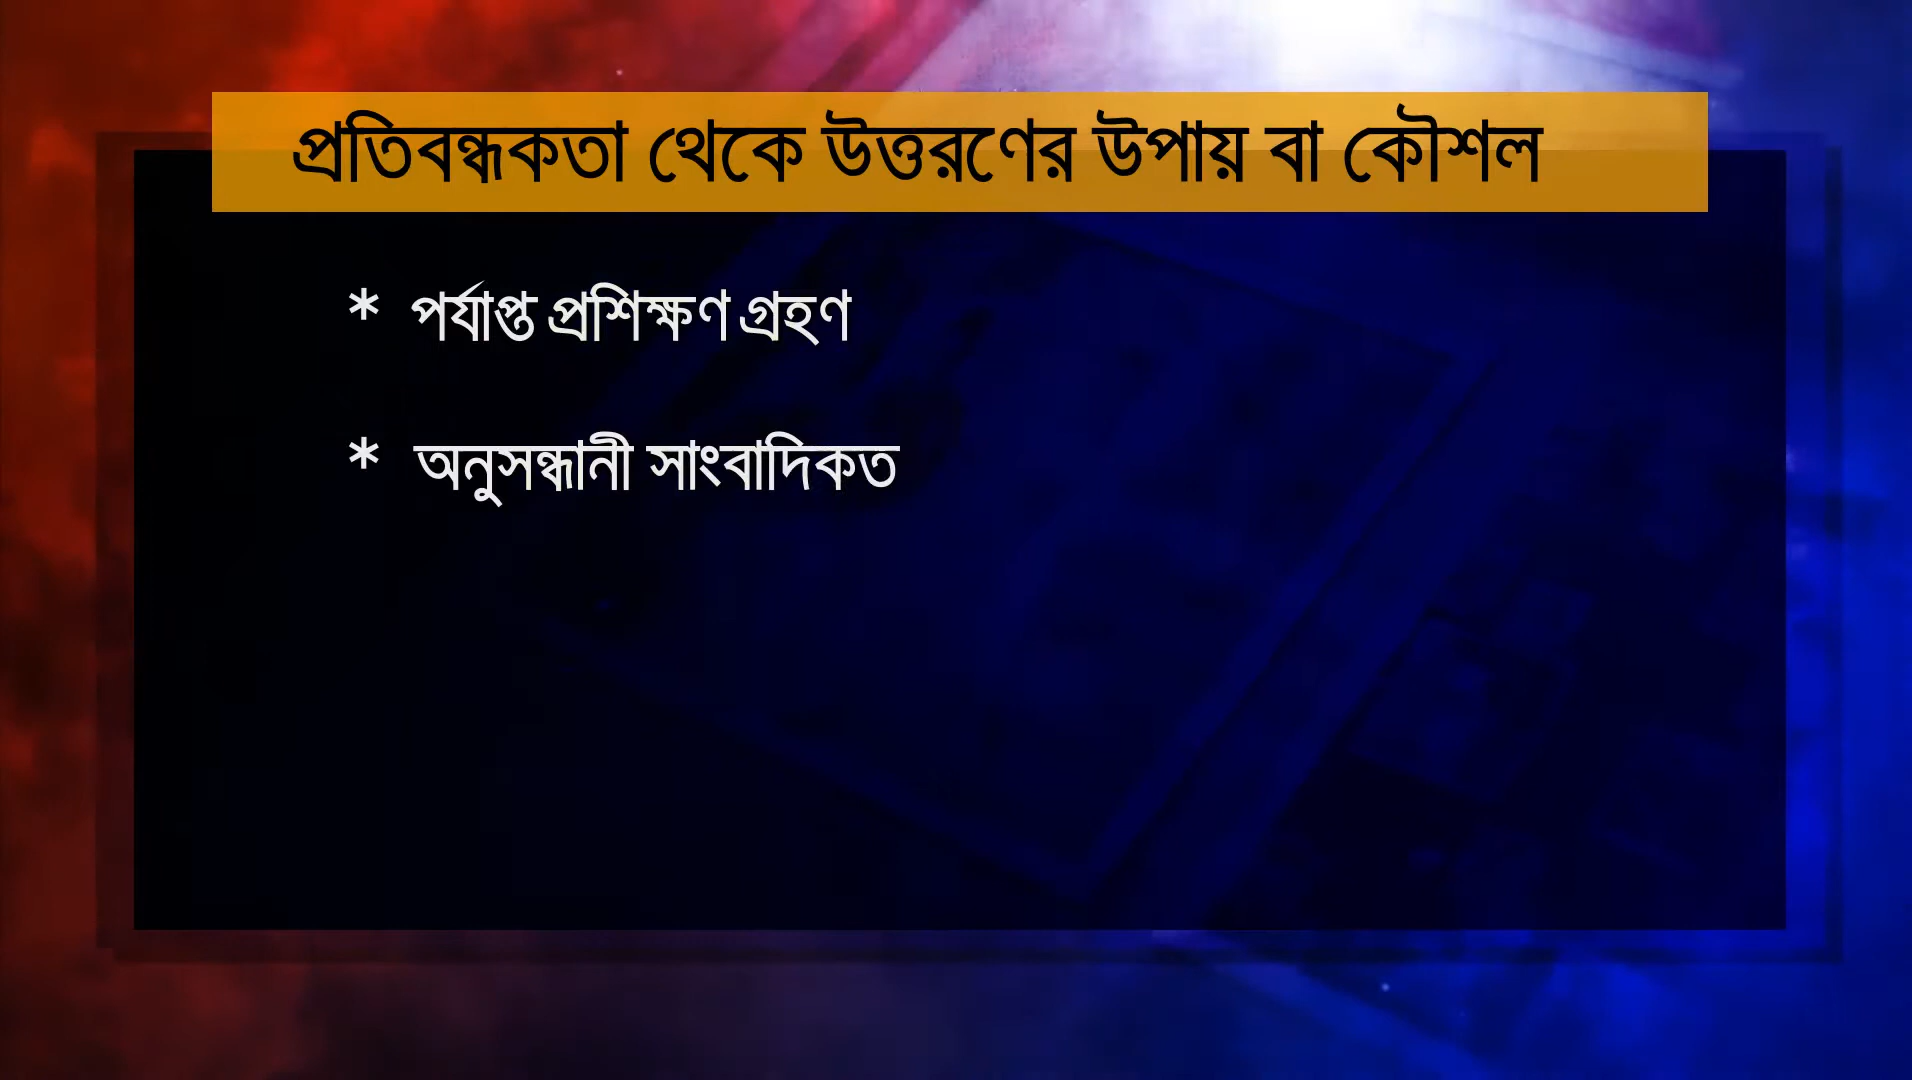 প্রতিবন্ধকতা থেকে উত্তরণের উপায় বা কৌশল
* পর্যাপ্ত প্রশিক্ষণ গ্রহণ
* অনুসন্ধানী সাংবাদিকত